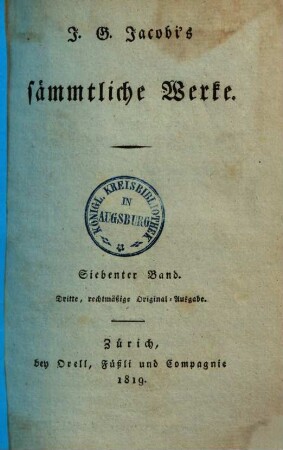 J. G. Jacobi's
sämmtliche Werke.
KÖNIGL. KREISBIBLIOTHEK
IN
AUGSBURG
Siebenter Band.
Dritte, rechtmäßige Original-Ausgabe.
Zürich,
bey Orell, Füßli und Compagnie
1819.